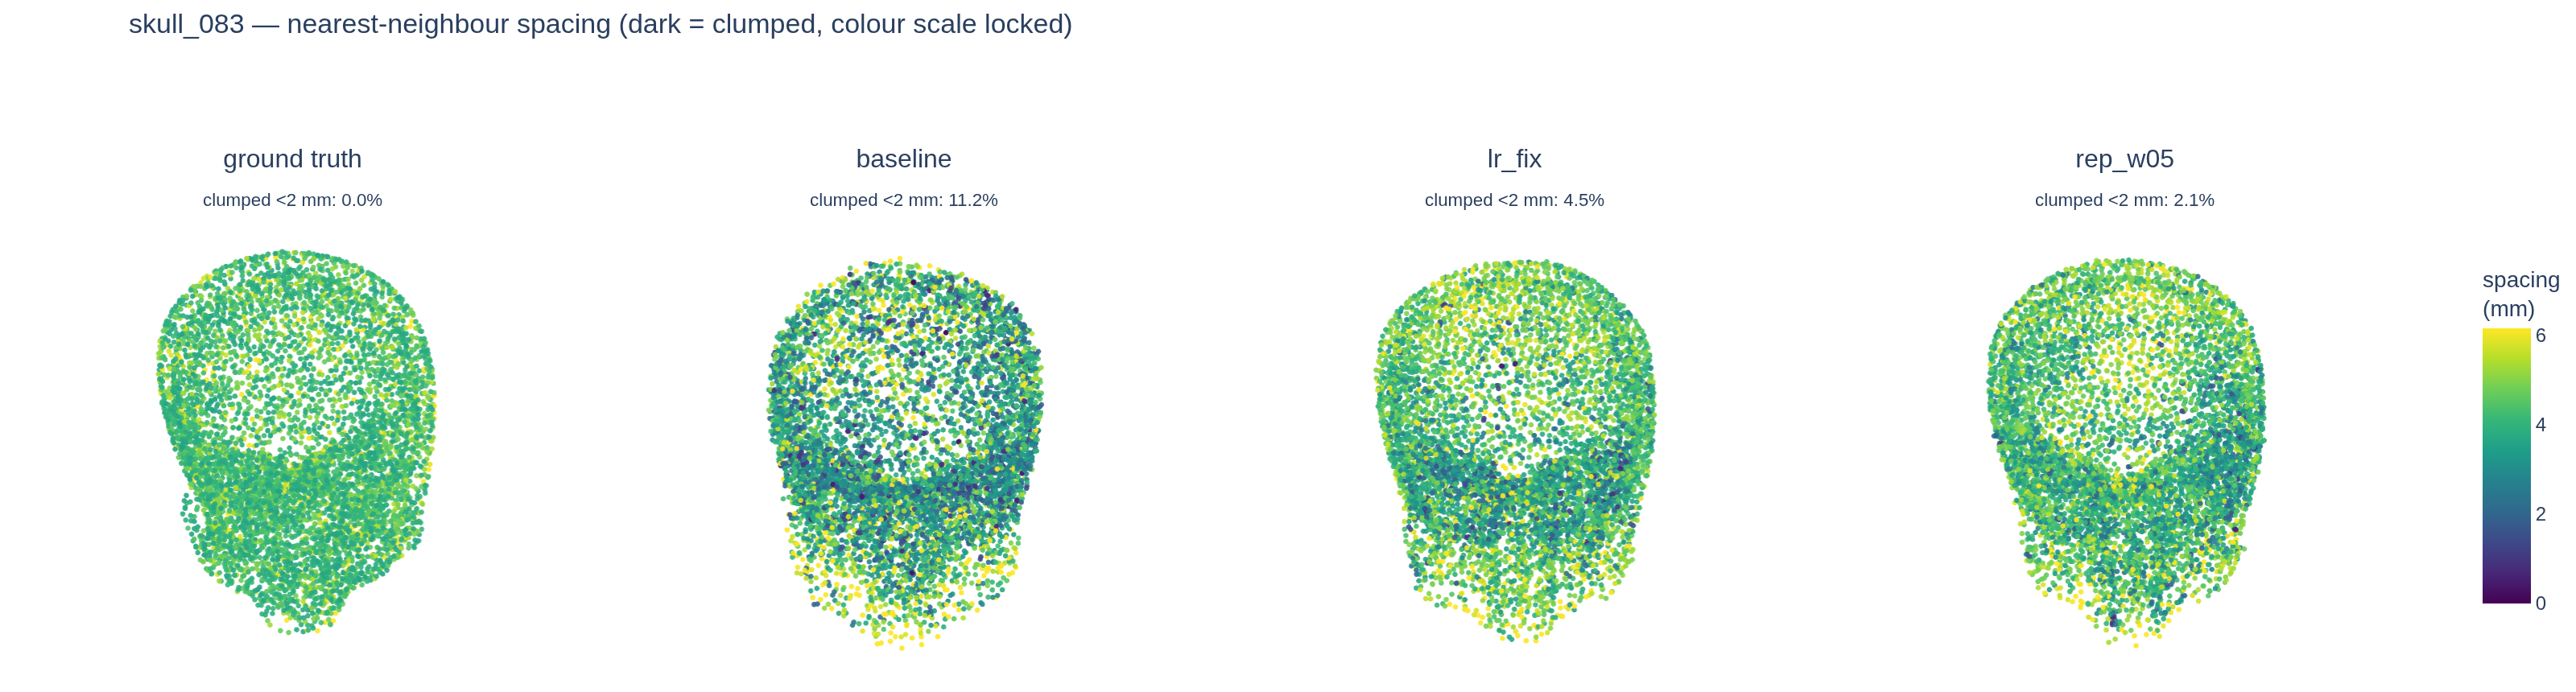 skull_083 — nearest-neighbour spacing (dark = clumped, colour scale locked)
ground truth
clumped <2 mm: 0.0%
baseline
clumped <2 mm: 11.2%
lr_fix
clumped <2 mm: 4.5%
rep_w05
clumped <2 mm: 2.1%
spacing
(mm)
6
4
2
0